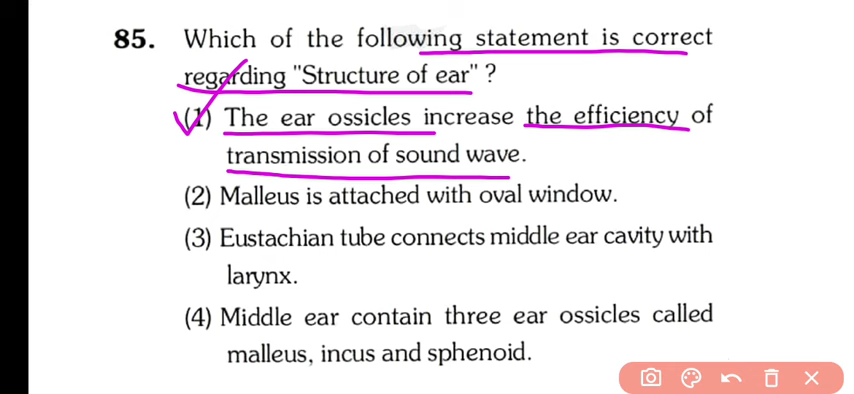 85. Which of the following statement is correct
regarding "Structure of ear" ?
(1) The ear ossicles increase the efficiency of
transmission of sound wave.
(2) Malleus is attached with oval window.
(3) Eustachian tube connects middle ear cavity with
larynx.
(4) Middle ear contain three ear ossicles called
malleus, incus and sphenoid.